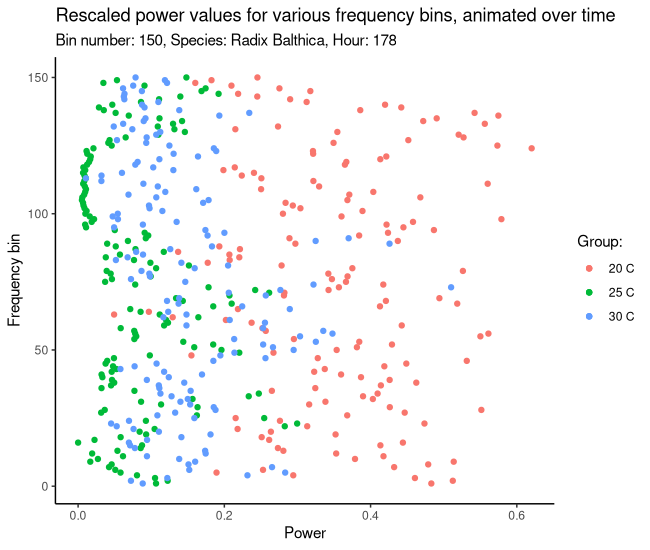 Rescaled power values for various frequency bins, animated over time
Bin number: 150, Species: Radix Balthica, Hour: 178
150
100
50
0
Frequency bin
0.0
0.2
0.4
0.6
Power
Group:
20 C
25 C
30 C